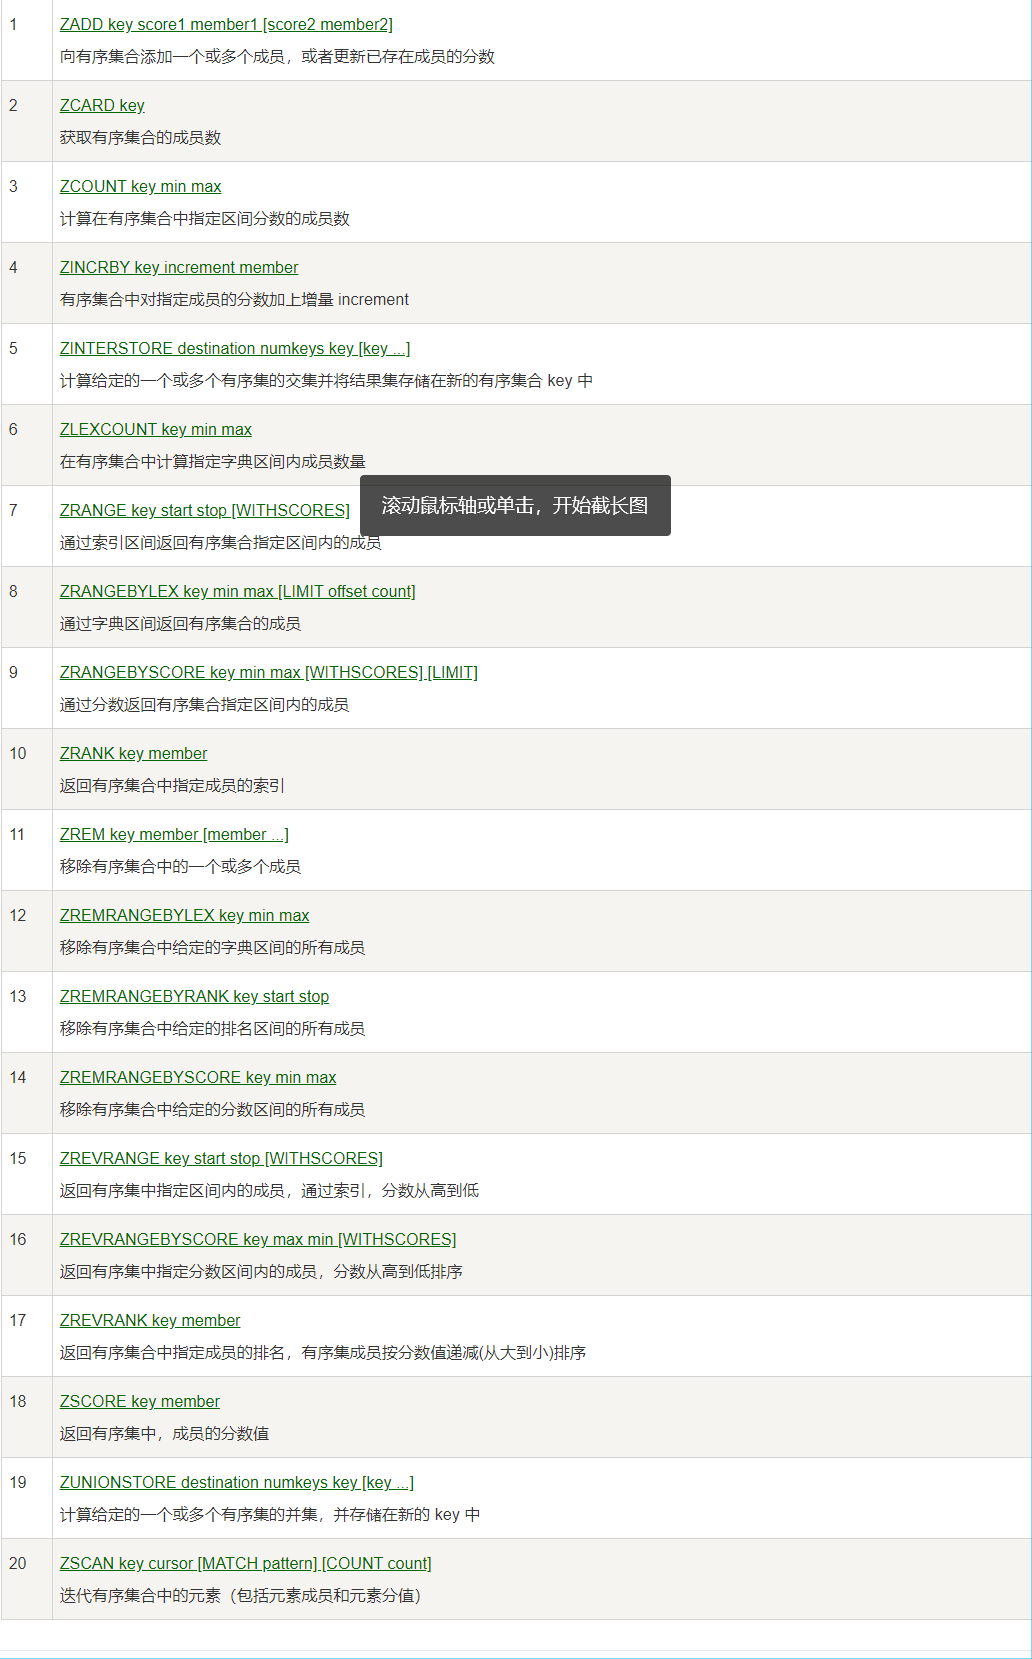 1
ZADD key score1 member1 [score2 member2]
向有序集合添加一个或多个成员，或者更新已存在成员的分数
2
ZCARD key
获取有序集合的成员数
3
ZCOUNT key min max
计算在有序集合中指定区间分数的成员数
4
ZINCRBY key increment member
有序集合中对指定成员的分数加上增量 increment
5
ZINTERSTORE destination numkeys key [key ...]
计算给定的一个或多个有序集的交集并将结果集存储在新的有序集合 key 中
6
ZLEXCOUNT key min max
在有序集合中计算指定字典区间内成员数量
7
ZRANGE key start stop [WITHSCORES]
滚动鼠标轴或单击，开始截长图
通过索引区间返回有序集合指定区间内的成员
8
ZRANGEBYLEX key min max [LIMIT offset count]
通过字典区间返回有序集合的成员
9
ZRANGEBYSCORE key min max [WITHSCORES] [LIMIT]
通过分数返回有序集合指定区间内的成员
10
ZRANK key member
返回有序集合中指定成员的索引
11
ZREM key member [member ...]
移除有序集合中的一个或多个成员
12
ZREMRANGEBYLEX key min max
移除有序集合中给定的字典区间的所有成员
13
ZREMRANGEBYRANK key start stop
移除有序集合中给定的排名区间的所有成员
14
ZREMRANGEBYSCORE key min max
移除有序集合中给定的分数区间的所有成员
15
ZREVRANGE key start stop [WITHSCORES]
返回有序集中指定区间内的成员，通过索引，分数从高到低
16
ZREVRANGEBYSCORE key max min [WITHSCORES]
返回有序集中指定分数区间内的成员，分数从高到低排序
17
ZREVRANK key member
返回有序集合中指定成员的排名，有序集成员按分数值递减(从大到小)排序
18
ZSCORE key member
返回有序集中，成员的分数值
19
ZUNIONSTORE destination numkeys key [key ...]
计算给定的一个或多个有序集的并集，并存储在新的 key 中
20
ZSCAN key cursor [MATCH pattern] [COUNT count]
迭代有序集合中的元素（包括元素成员和元素分值）